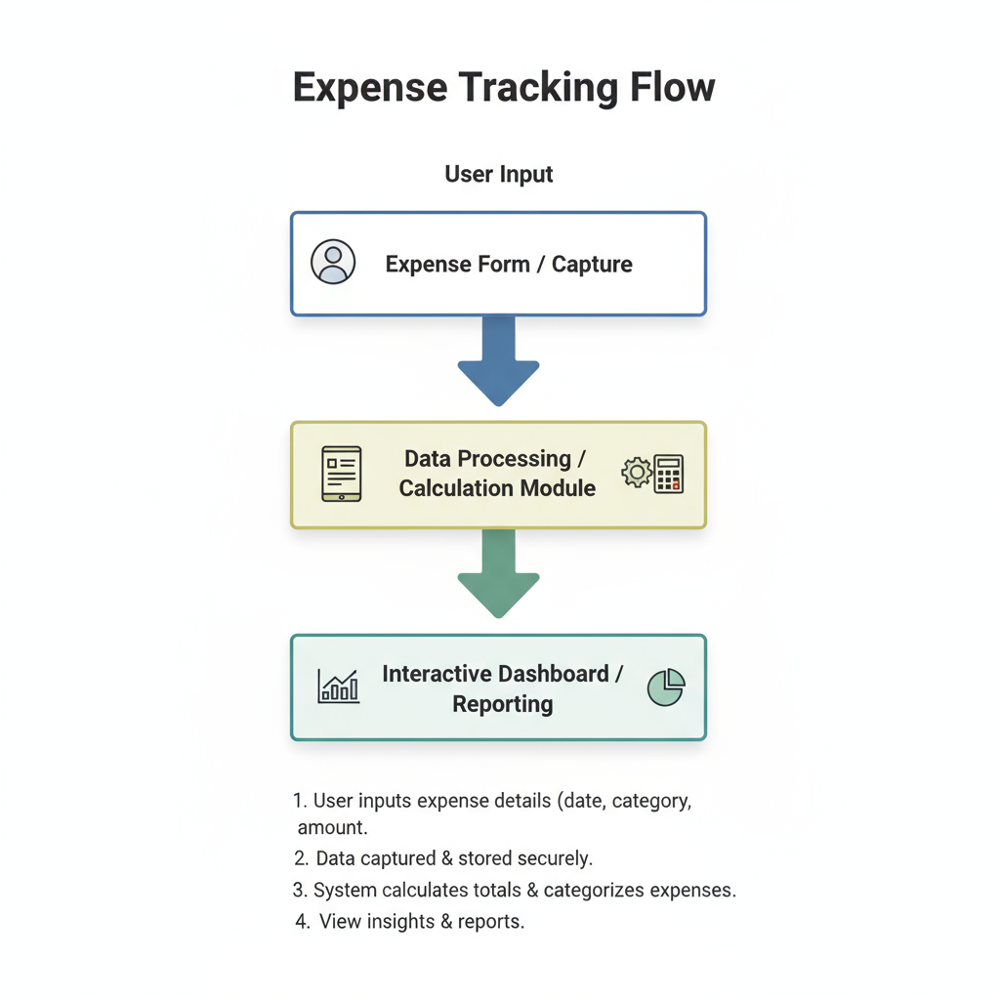 Expense Tracking Flow
User Input
Expense Form / Capture
Data Processing /
Calculation Module
Interactive Dashboard /
Reporting
1. User inputs expense details (date, category,
amount.
2. Data captured & stored securely.
3. System calculates totals & categorizes expenses.
4. View insights & reports.